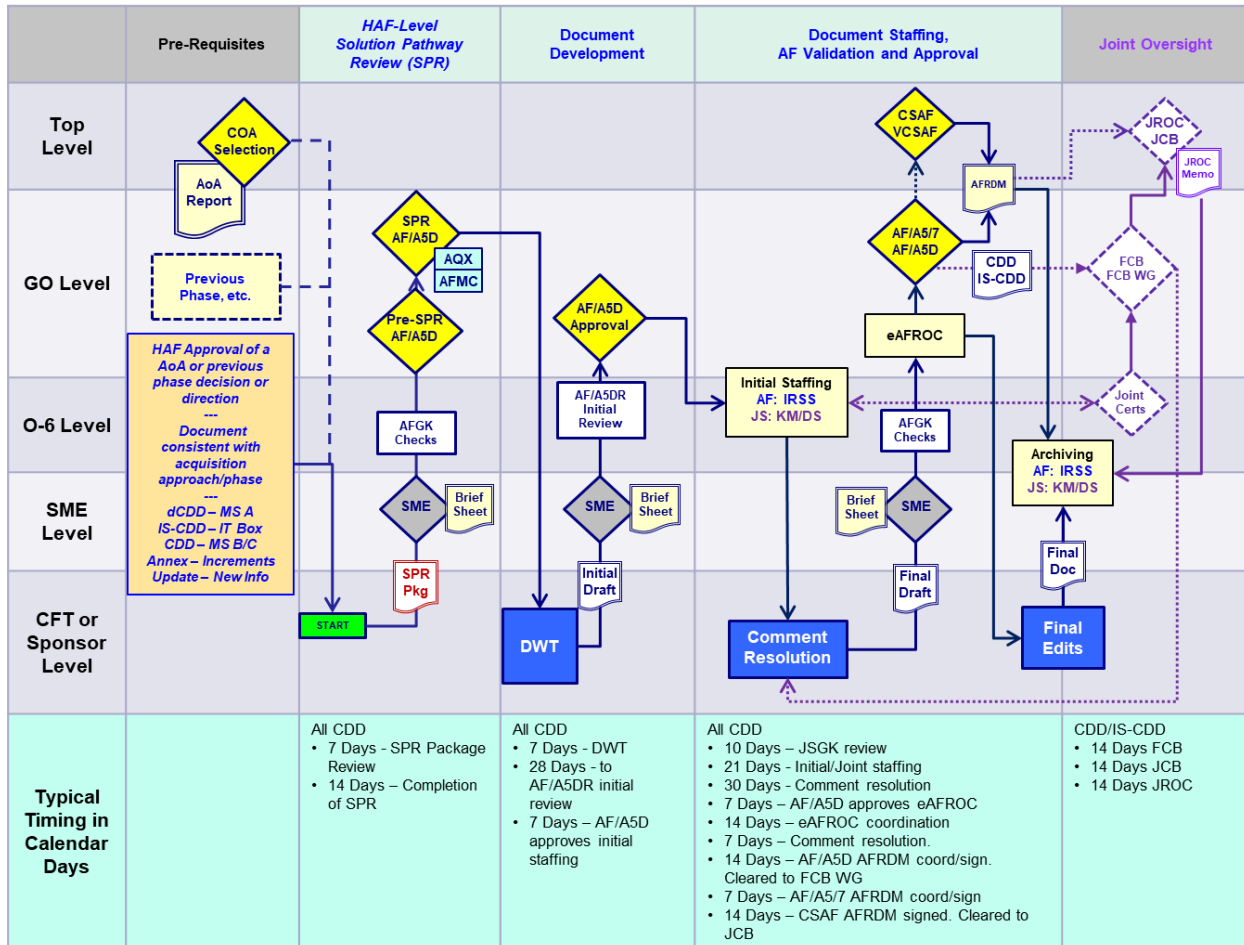 Pre-Requisites
HAF-Level
Solution Pathway
Review (SPR)
Document
Development
Document Staffing,
AF Validation and Approval
Joint Oversight
Top
Level
COA
Selection
AoA
Report
CSAF
VCSAF
AFRDM
JROC
JCB
JROC
Memo
GO Level
Previous
Phase, etc.
SPR
AF/A5D
AQX
AFMC
Pre-SPR
AF/A5D
AF/A5D
Approval
AF/A5/7
AF/A5D
CDD
IS-CDD
FCB
FCB WG
eAFROC
HAF Approval of a
AoA or previous
phase decision or
direction
---
Document
consistent with
acquisition
approach/phase
---
dCDD – MS A
IS-CDD – IT Box
CDD – MS B/C
Annex – Increments
Update – New Info
O-6 Level
AFGK
Checks
AF/A5DR
Initial
Review
Initial Staffing
AF: IRSS
JS: KM/DS
AFGK
Checks
Joint
Certs
Archiving
AF: IRSS
JS: KM/DS
SME
Level
SME
Brief
Sheet
SME
Brief
Sheet
Brief
Sheet
SME
CFT or
Sponsor
Level
START
SPR
Pkg
DWT
Initial
Draft
Comment
Resolution
Final
Draft
Final
Doc
Final
Edits
Typical
Timing in
Calendar
Days
All CDD
• 7 Days - SPR Package
Review
• 14 Days – Completion
of SPR
All CDD
• 7 Days - DWT
• 28 Days - to
AF/A5DR initial
review
• 7 Days – AF/A5D
approves initial
staffing
All CDD
• 10 Days – JSGK review
• 21 Days - Initial/Joint staffing
• 30 Days - Comment resolution
• 7 Days – AF/A5D approves eAFROC
• 14 Days – eAFROC coordination
• 7 Days – Comment resolution.
• 14 Days – AF/A5D AFRDM coord/sign.
Cleared to FCB WG
• 7 Days – AF/A5/7 AFRDM coord/sign
• 14 Days – CSAF AFRDM signed. Cleared to
JCB
CDD/IS-CDD
• 14 Days FCB
• 14 Days JCB
• 14 Days JROC